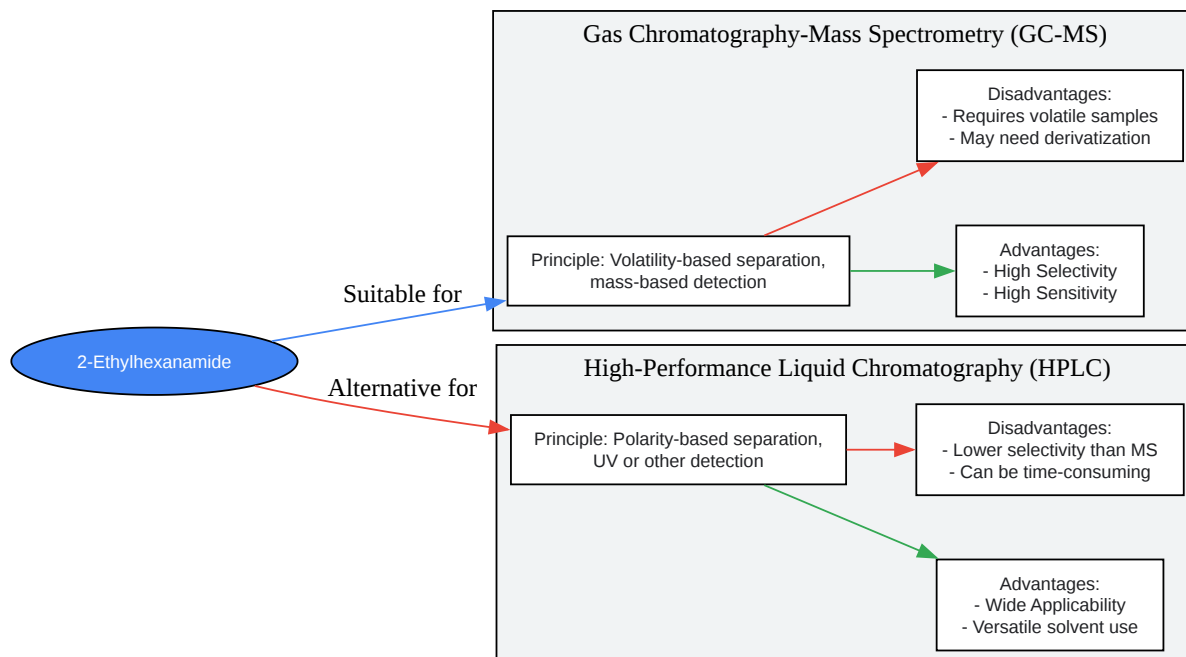 Gas Chromatography-Mass Spectrometry (GC-MS)
Disadvantages:
- Requires volatile samples
- May need derivatization
Principle: Volatility-based separation,
mass-based detection
Advantages:
- High Selectivity
- High Sensitivity
Suitable for
2-Ethylhexanamide
Alternative for
High-Performance Liquid Chromatography (HPLC)
Principle: Polarity-based separation,
UV or other detection
Disadvantages:
- Lower selectivity than MS
- Can be time-consuming
Advantages:
- Wide Applicability
- Versatile solvent use